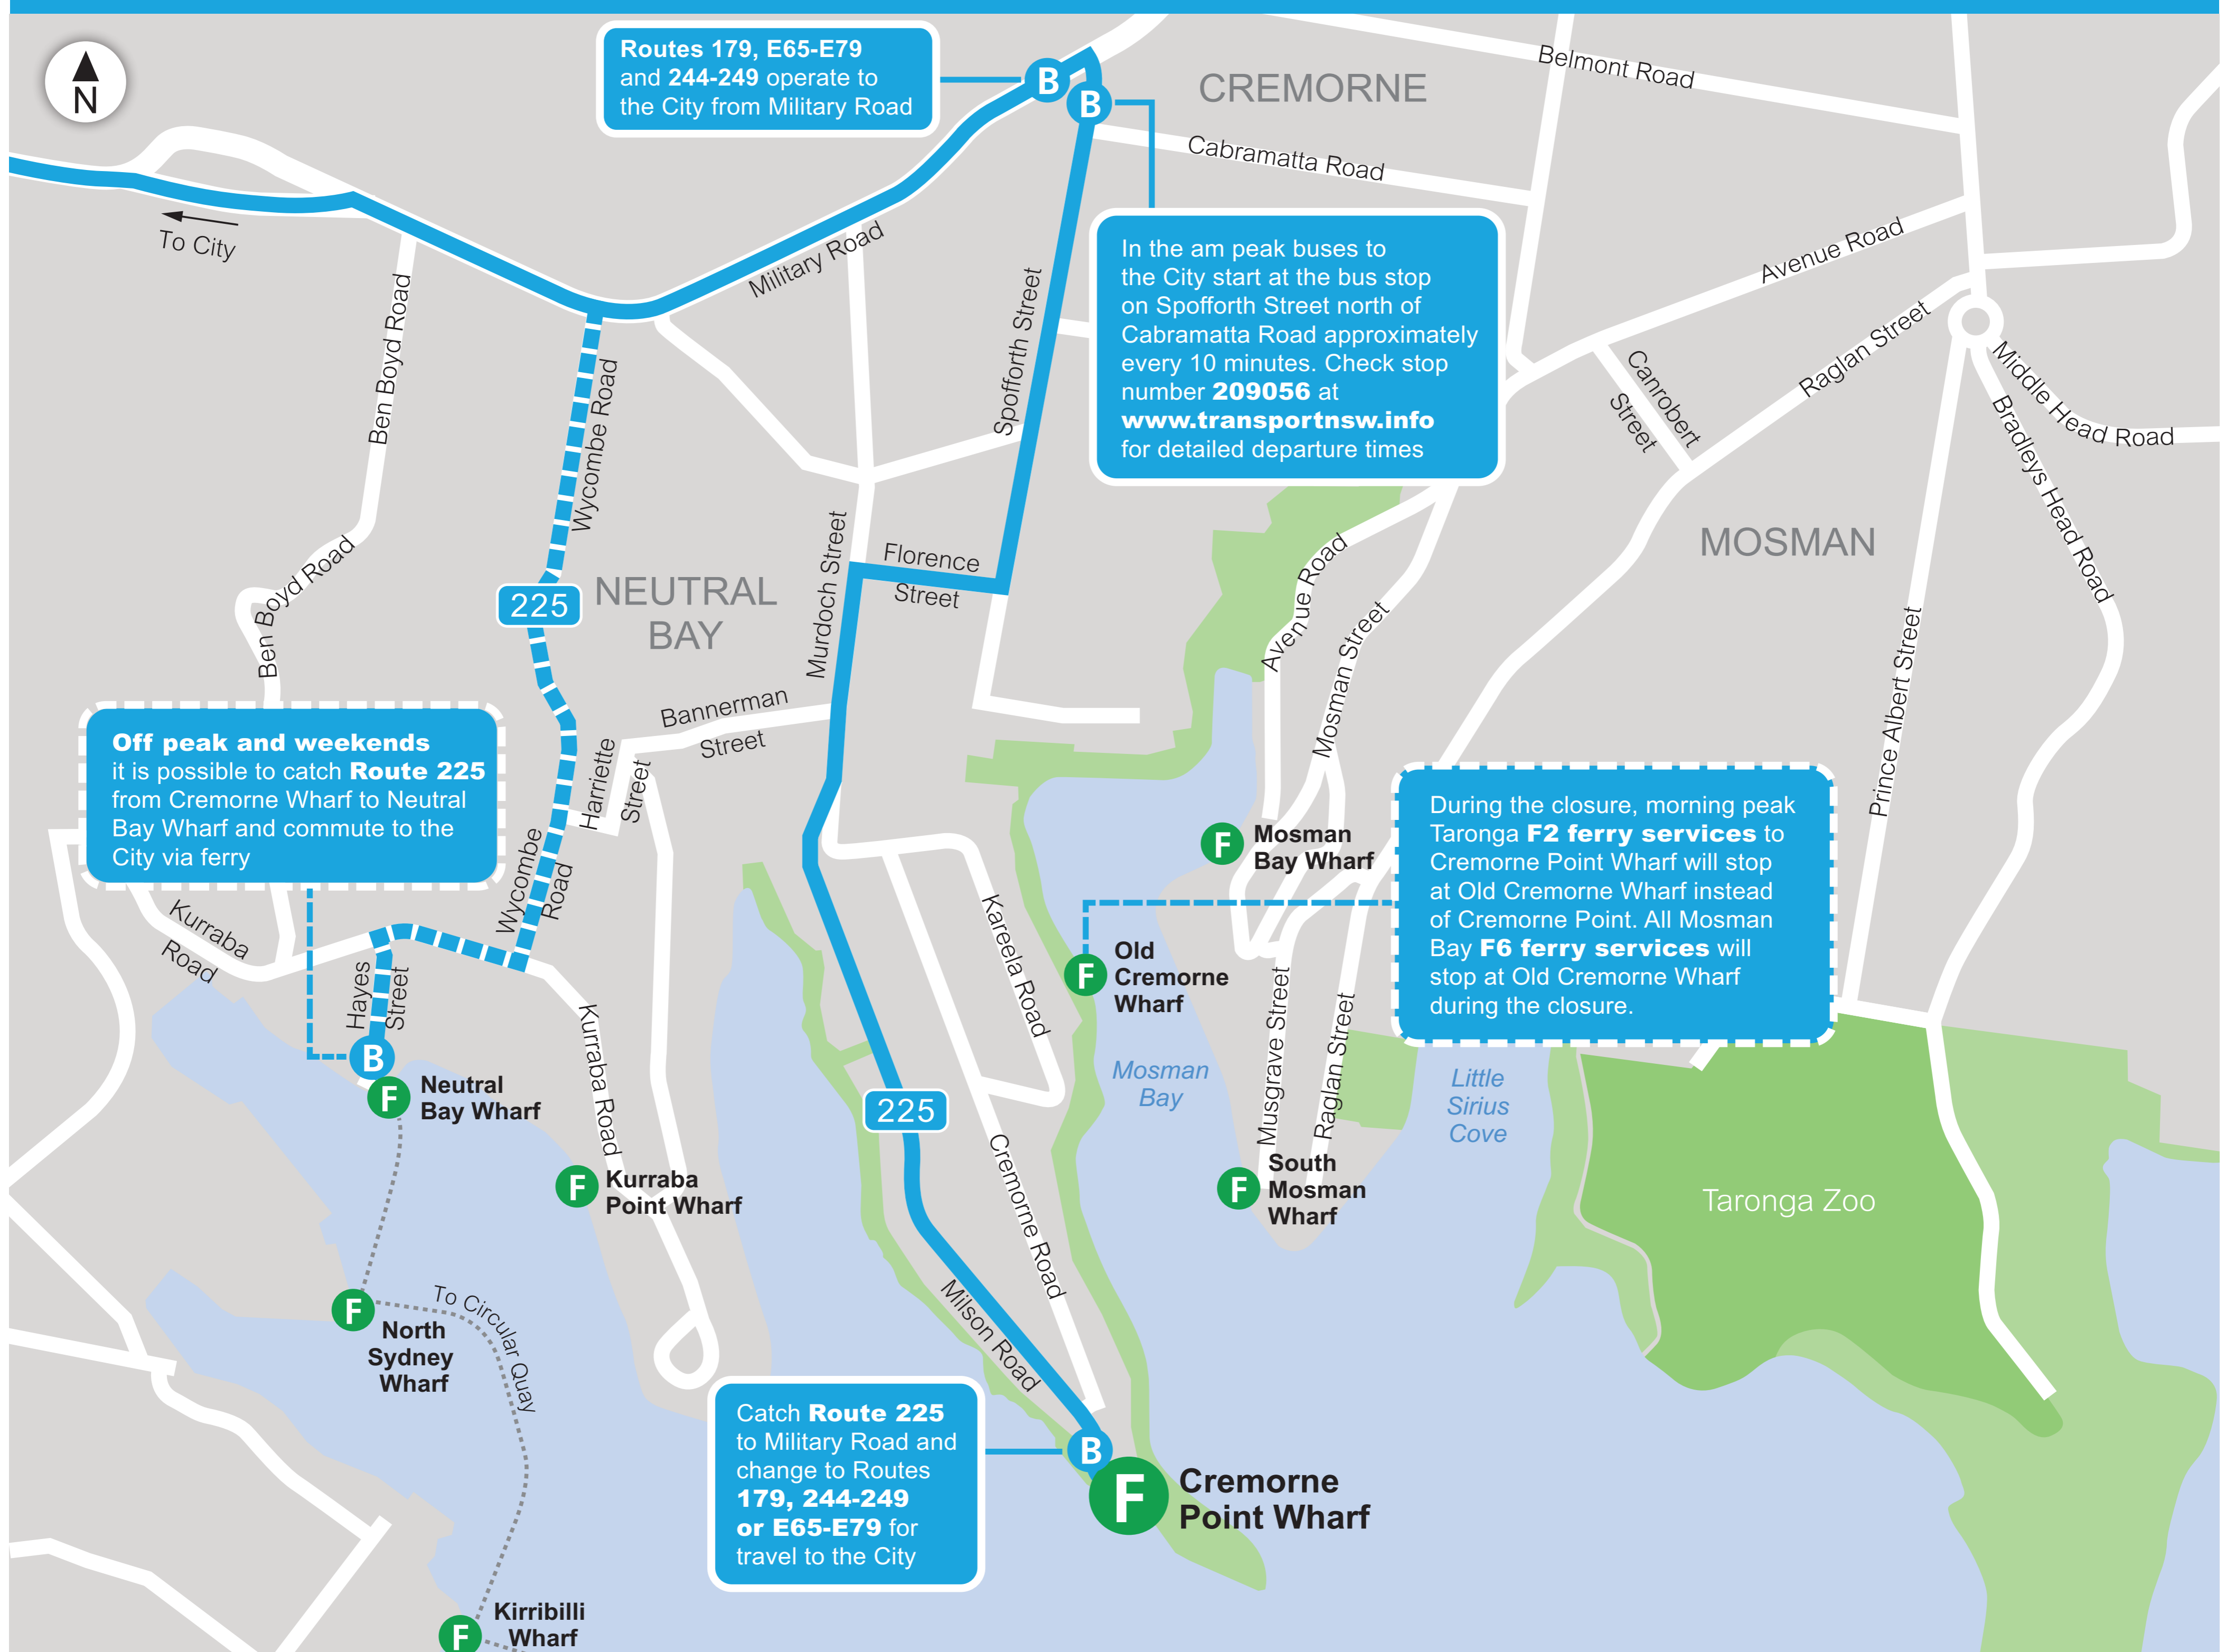 N
Routes 179, E65-E79
and 244-249 operate to
the City from Military Road
B
B
CREMORNE
Belmont Road
Cabramatta Road
To City
Military Road
Ben Boyd Road
Wycombe Road
Spofforth Street
In the am peak buses to
the City start at the bus stop
on Spofforth Street north of
Cabramatta Road approximately
every 10 minutes. Check stop
number 209056 at
www.transportnsw.info
for detailed departure times
Avenue Road
Raglan Street
Canrobert
Street
Middle Head Road
Bradleys Head Road
MOSMAN
Ben Boyd Road
225
NEUTRAL
BAY
Murdoch Street
Florence
Street
Avenue Road
Mosman Street
Prince Albert Street
Bannerman
Street
Harriette
Street
Off peak and weekends
it is possible to catch Route 225
from Cremorne Wharf to Neutral
Bay Wharf and commute to the
City via ferry
Wycombe
Road
Kurraba
Road
Hayes
Street
B
F
Neutral
Bay Wharf
Kurraba Road
F
Kurraba
Point Wharf
F
Mosman
Bay Wharf
During the closure, morning peak
Taronga F2 ferry services to
Cremorne Point Wharf will stop
at Old Cremorne Wharf instead
of Cremorne Point. All Mosman
Bay F6 ferry services will
stop at Old Cremorne Wharf
during the closure.
Kareela Road
F
Old
Cremorne
Wharf
Mosman
Bay
Musgrave Street
Raglan Street
Little
Sirius
Cove
225
Cremorne Road
F
South
Mosman
Wharf
Taronga Zoo
F
North
Sydney
Wharf
To Circular Quay
Milson Road
Catch Route 225
to Military Road and
change to Routes
179, 244-249
or E65-E79 for
travel to the City
B
F
Cremorne
Point Wharf
F
Kirribilli
Wharf